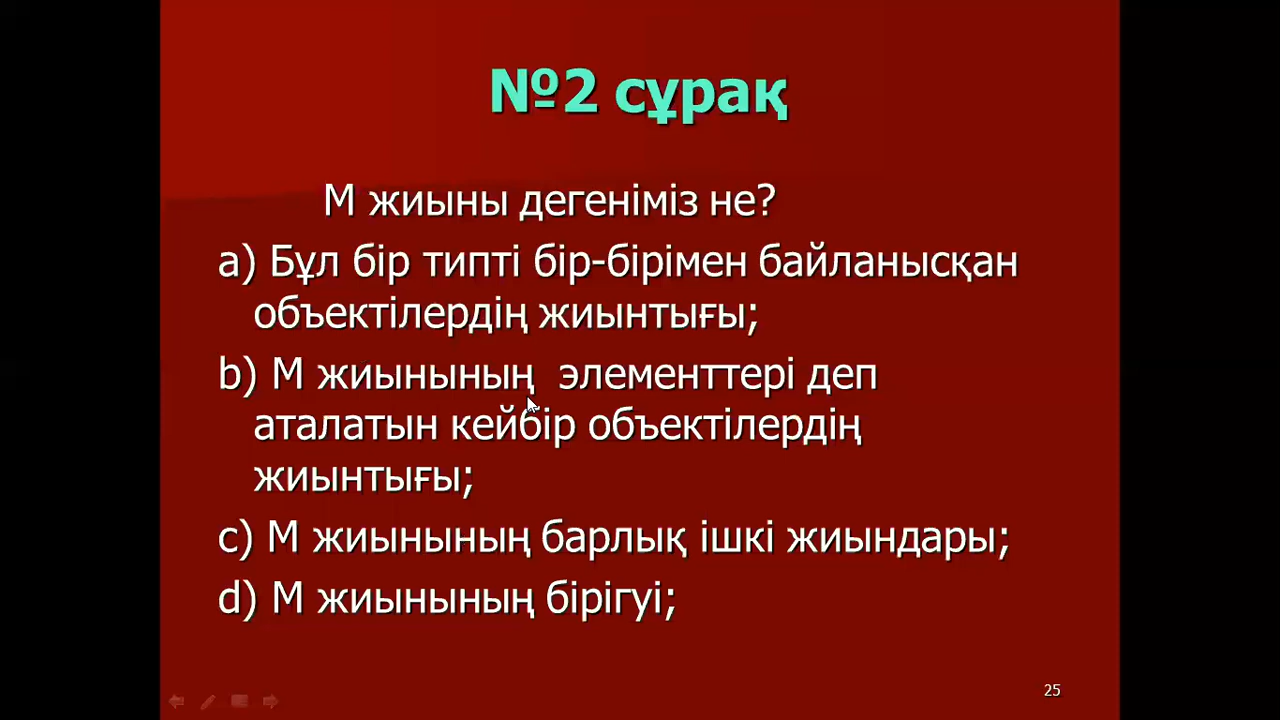 №2 сұрақ
М жиыны дегеніміз не?
a) Бұл бір типті бір-бірімен байланысқан
объектілердің жиынтығы;
b) М жиынының элементтері деп
аталатын кейбір объектілердің
жиынтығы;
c) М жиынының барлық ішкі жиындары;
d) М жиынының бірігуі;
25